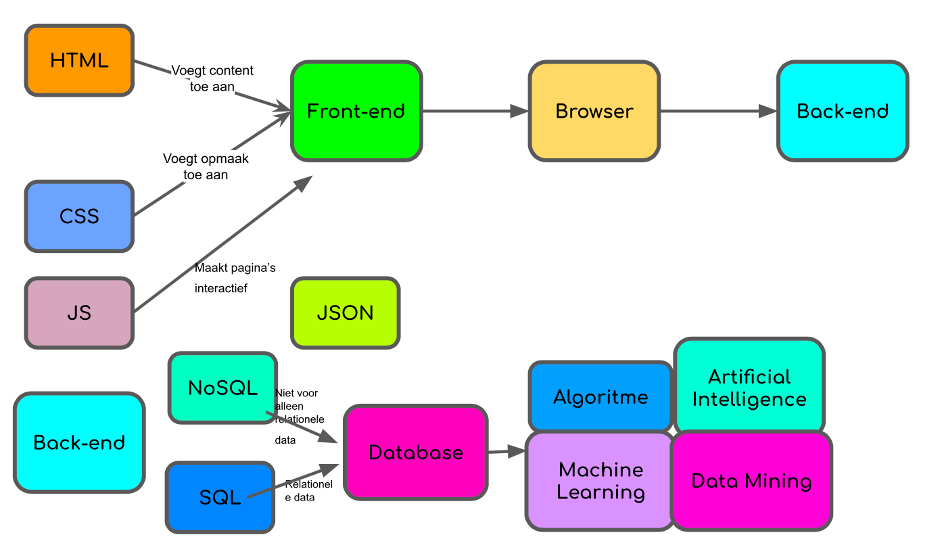 HTML
Voegt content
toe aan
Front-end
Browser
Back-end
Voegt opmaak
toe aan
CSS
Maakt pagina's
interactief
JS
JSON
NoSQL
Niet voor
alleen
relationele
data
Back-end
Database
SQL
Relationel
e data
Algoritme
Artificial
Intelligence
Machine
Learning
Data Mining